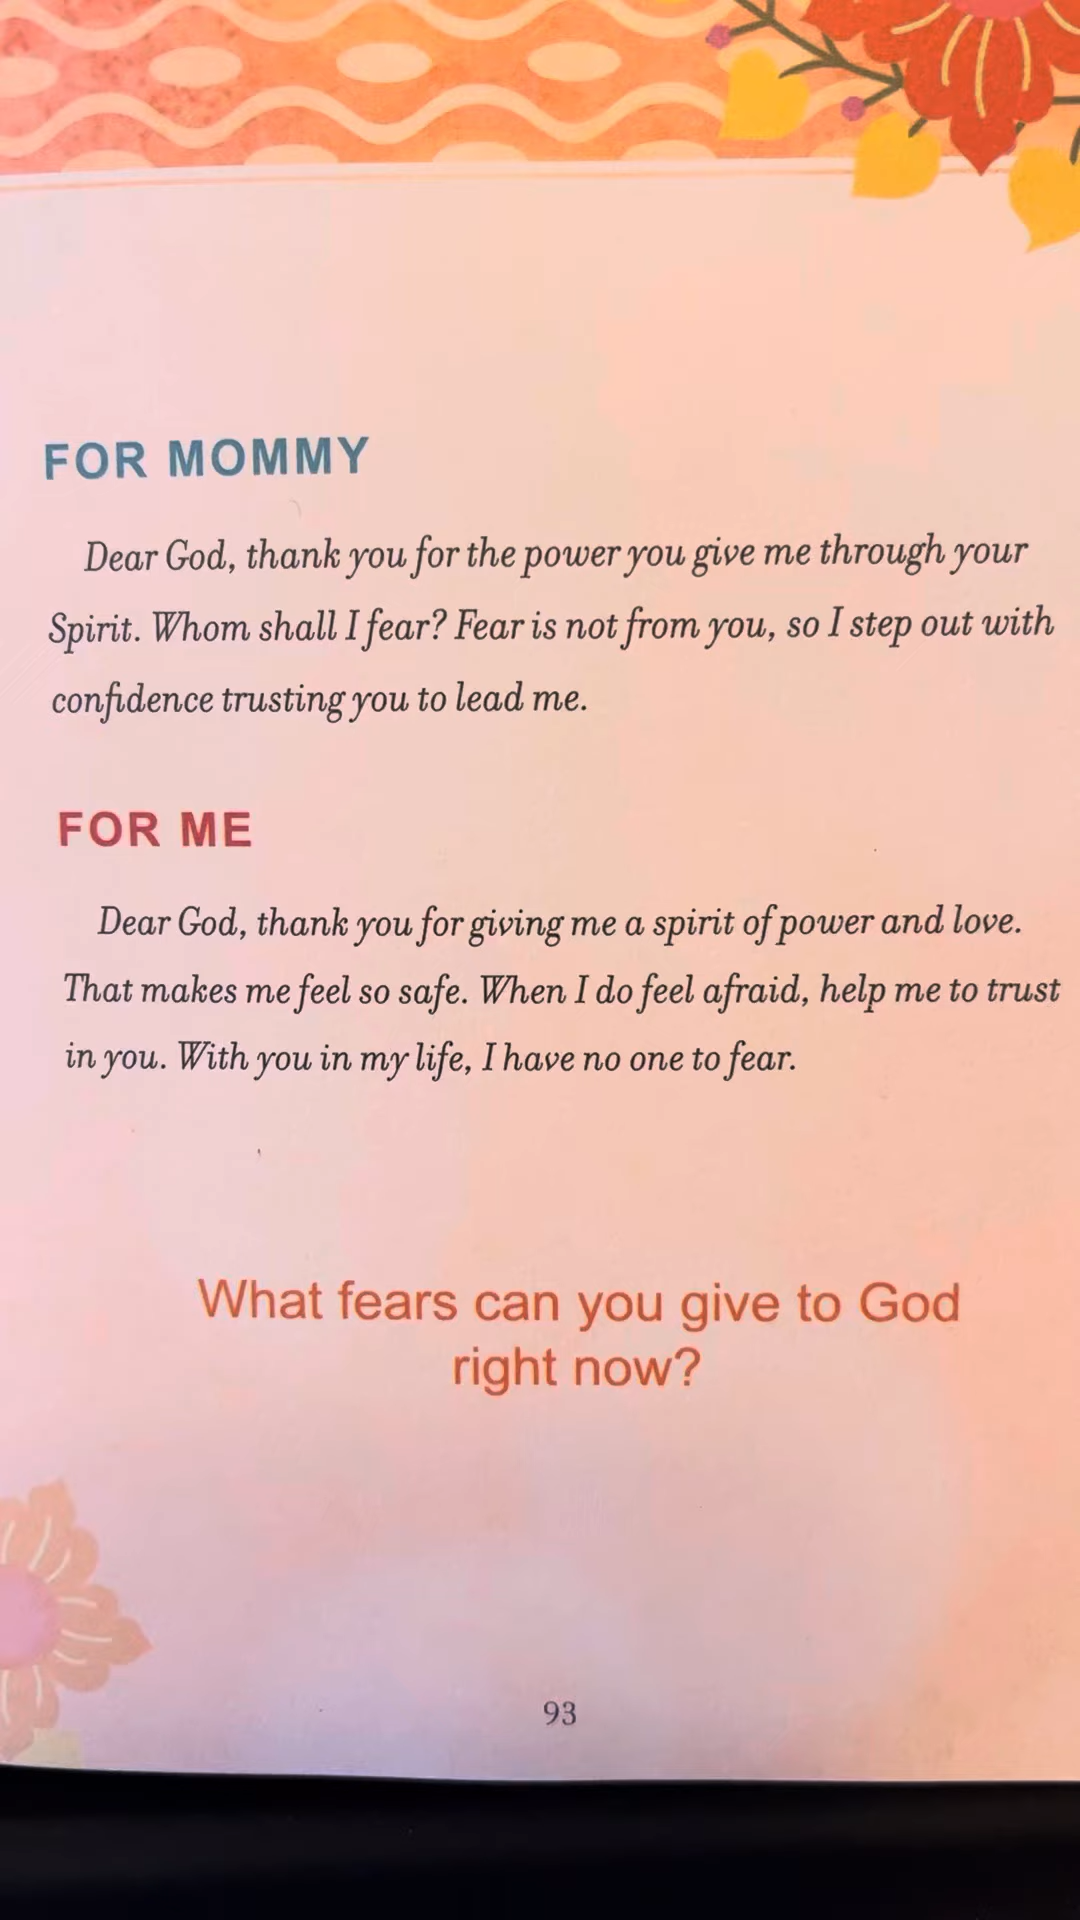 FOR MOMMY
Dear God, thank you for the power you give me through your
Spirit. Whom shall I fear? Fear is not from you, so I step out with
confidence trusting you to lead me.
FOR ME
Dear God, thank you for giving me a spirit of power and love.
That makes me feel so safe. When I do feel afraid, help me to trust
in you. With you in my life, I have no one to fear.
What fears can you give to God
right now?
93